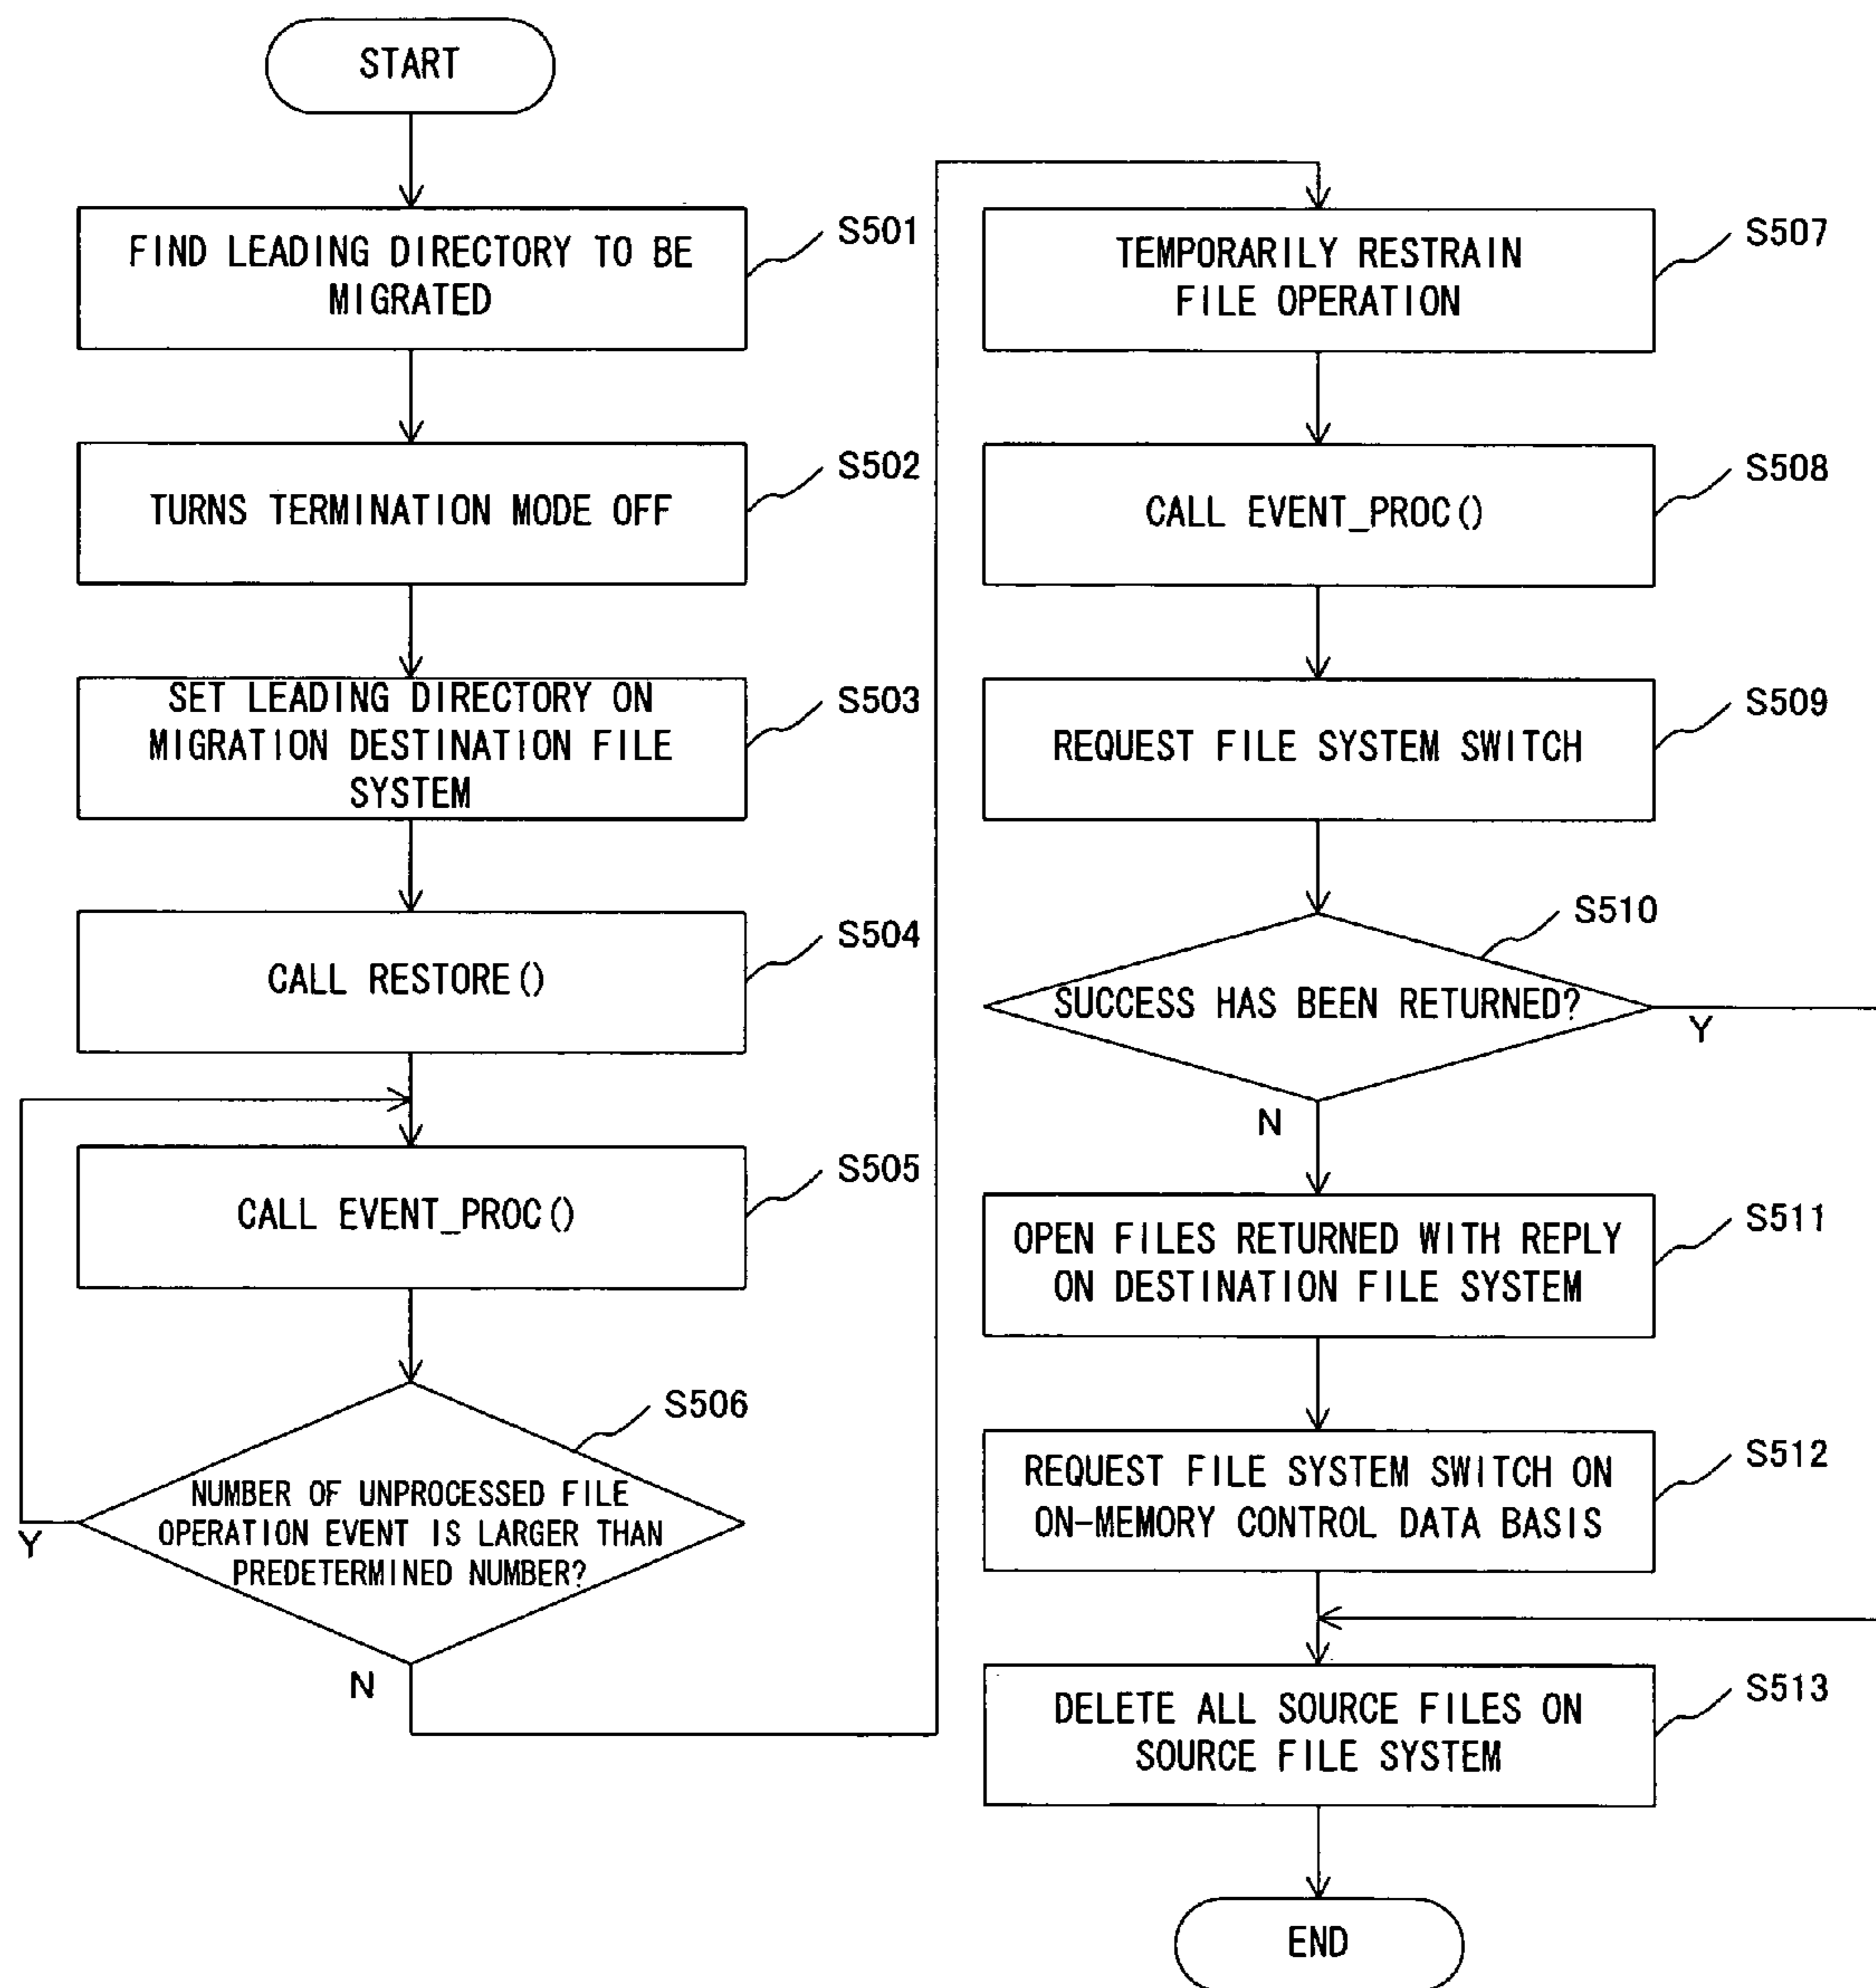 START
FIND LEADING DIRECTORY TO BE
MIGRATED
S501
TURNS TERMINATION MODE OFF
S502
SET LEADING DIRECTORY ON
MIGRATION DESTINATION FILE
SYSTEM
S503
CALL RESTORE()
S504
CALL EVENT_PROC()
S505
NUMBER OF UNPROCESSED FILE
OPERATION EVENT IS LARGER THAN
PREDETERMINED NUMBER?
S506
Y
N
TEMPORARILY RESTRAIN
FILE OPERATION
S507
CALL EVENT_PROC()
S508
REQUEST FILE SYSTEM SWITCH
S509
SUCCESS HAS BEEN RETURNED?
S510
Y
N
OPEN FILES RETURNED WITH REPLY
ON DESTINATION FILE SYSTEM
S511
REQUEST FILE SYSTEM SWITCH ON
ON-MEMORY CONTROL DATA BASIS
S512
DELETE ALL SOURCE FILES ON
SOURCE FILE SYSTEM
S513
END